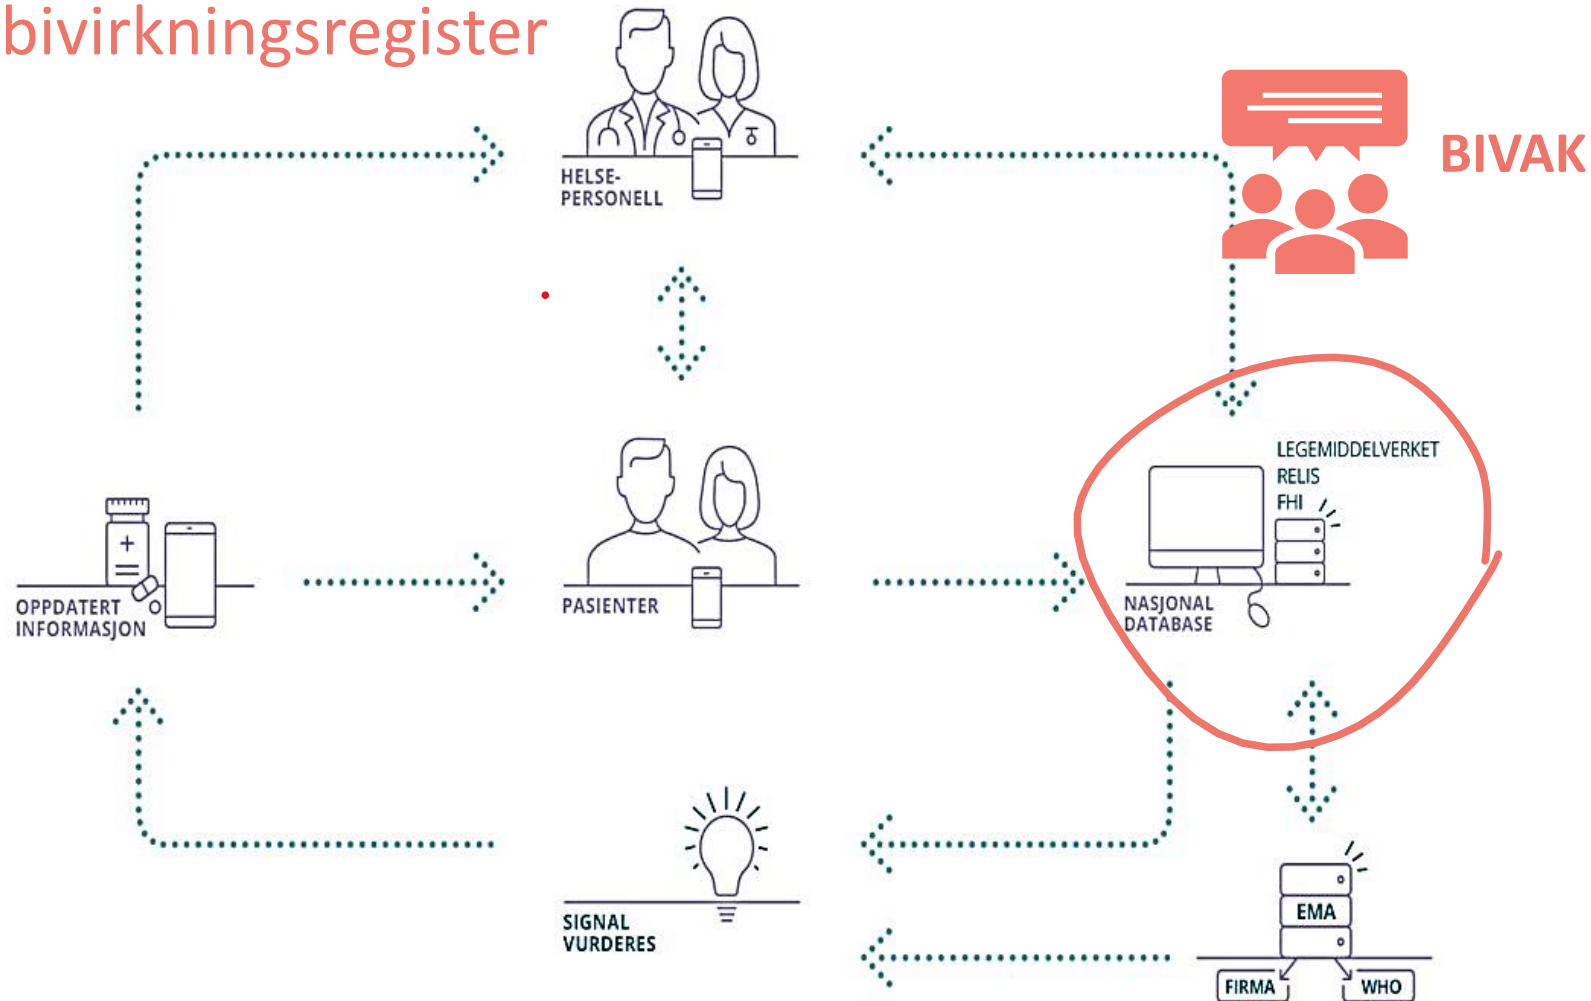 bivirkningsregister
BIVAK
HELSE-
PERSONELL
LEGEMIDDELVERKET
RELIS
FHI
OPPDATERT
INFORMASJON
PASIENTER
NASJONAL
DATABASE
SIGNAL
VURDERES
EMA
FIRMA
WHO